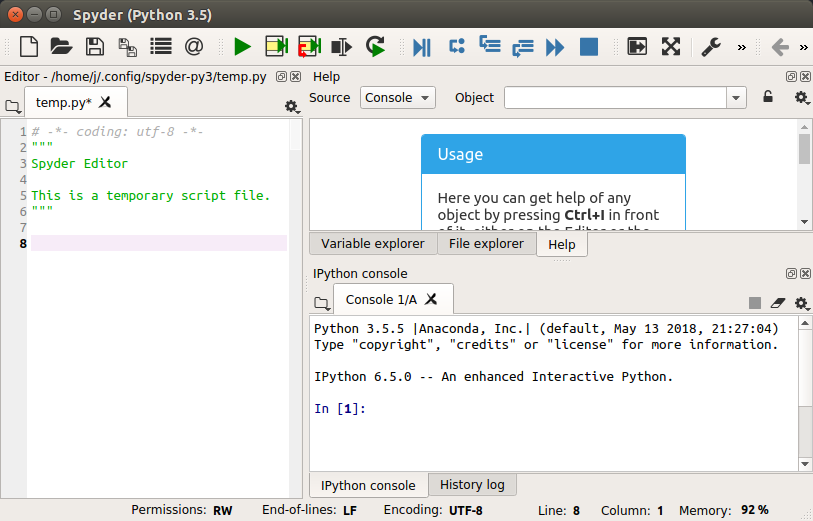 Spyder (Python 3.5)
@
»
»
Editor - /home/j/.config/spyder-py3/temp.py
temp.py*
1 # -*- coding: utf-8 -*-
2 """
3 Spyder Editor
4
5 This is a temporary script file.
6 """
7
8
Help
Source Console Object
Usage
Here you can get help of any
object by pressing Ctrl+I in front
of it, either on the Editor or the
Variable explorer File explorer Help
IPython console
Console 1/A
Python 3.5.5 |Anaconda, Inc.| (default, May 13 2018, 21:27:04)
Type "copyright", "credits" or "license" for more information.
IPython 6.5.0 -- An enhanced Interactive Python.
In [1]:
IPython console History log
Permissions: RW End-of-lines: LF Encoding: UTF-8 Line: 8 Column: 1 Memory: 92 %